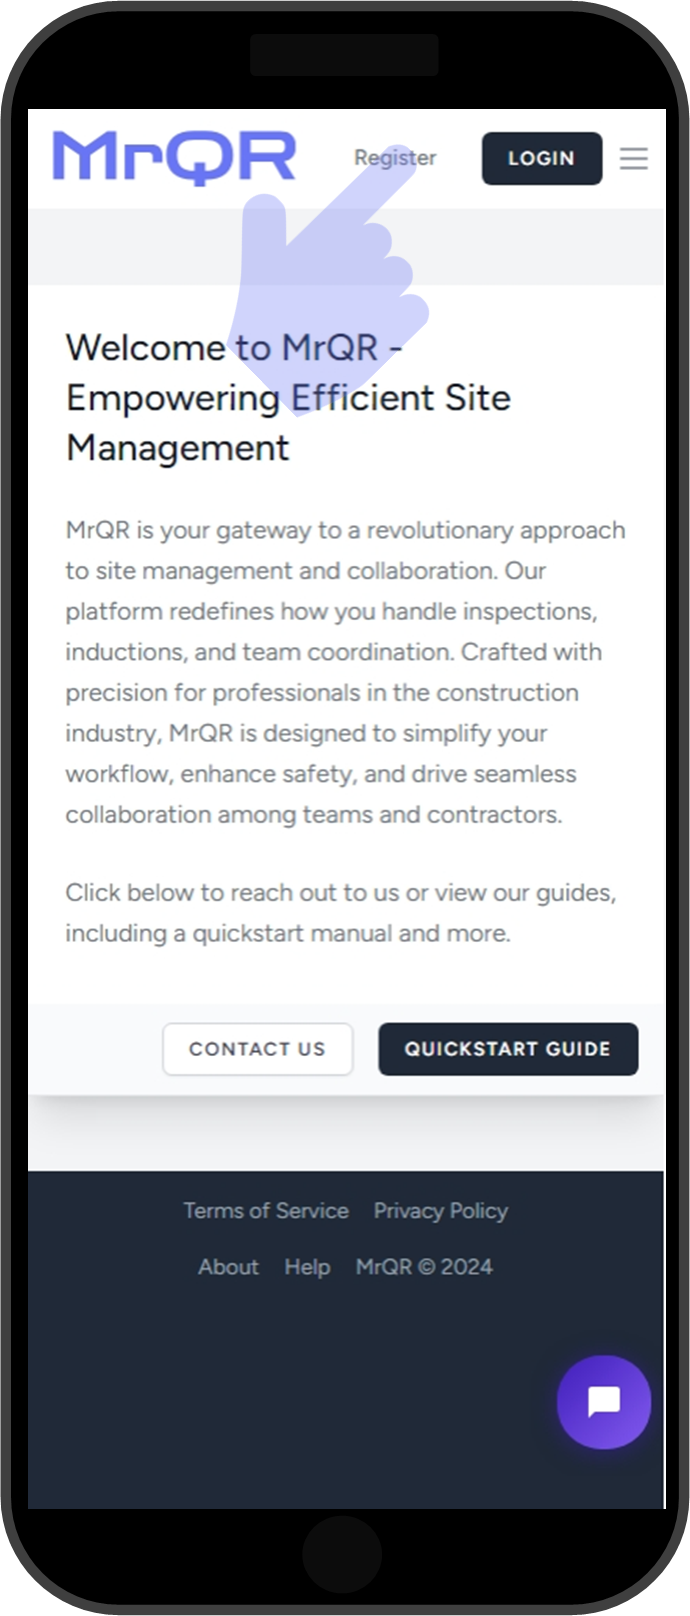 MrQR
Register
LOGIN
Welcome to MrQR -
Empowering Efficient Site
Management
MrQR is your gateway to a revolutionary approach
to site management and collaboration. Our
platform redefines how you handle inspections,
inductions, and team coordination. Crafted with
precision for professionals in the construction
industry, MrQR is designed to simplify your
workflow, enhance safety, and drive seamless
collaboration among teams and contractors.
Click below to reach out to us or view our guides,
including a quickstart manual and more.
CONTACT US
QUICKSTART GUIDE
Terms of Service Privacy Policy
About Help MrQR © 2024